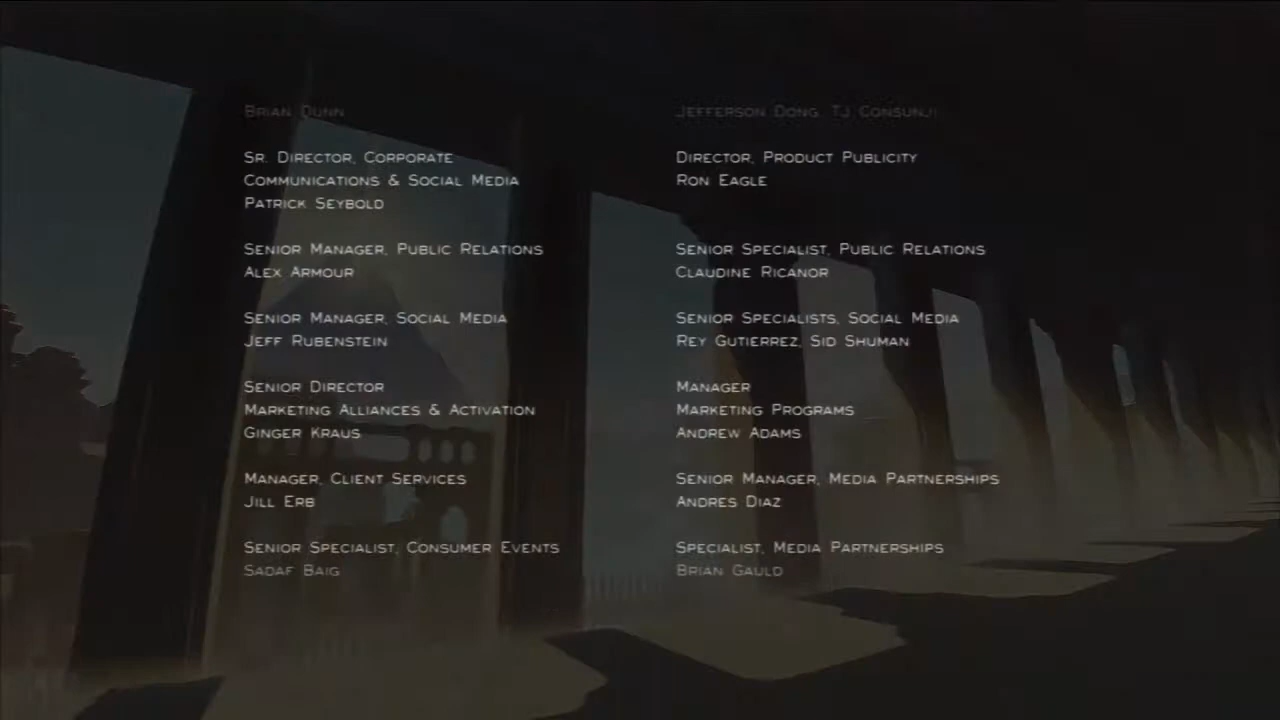 Brian Dunn
Sr. Director, Corporate
Communications & Social Media
Patrick Seybold
Senior Manager, Public Relations
Alex Armour
Senior Manager, Social Media
Jeff Rubenstein
Senior Director
Marketing Alliances & Activation
Ginger Kraus
Manager, Client Services
Jill Erb
Senior Specialist, Consumer Events
Sadaf Baig
Jefferson Dong, TJ Consunji
Director, Product Publicity
Ron Eagle
Senior Specialist, Public Relations
Claudine Ricanor
Senior Specialists, Social Media
Rey Gutierrez, Sid Shuman
Manager
Marketing Programs
Andrew Adams
Senior Manager, Media Partnerships
Andres Diaz
Specialist, Media Partnerships
Brian Gauld